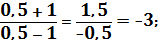 (0,5 + 1)/(0,5 − 1) = (1,5)/(−0,5) = −3;